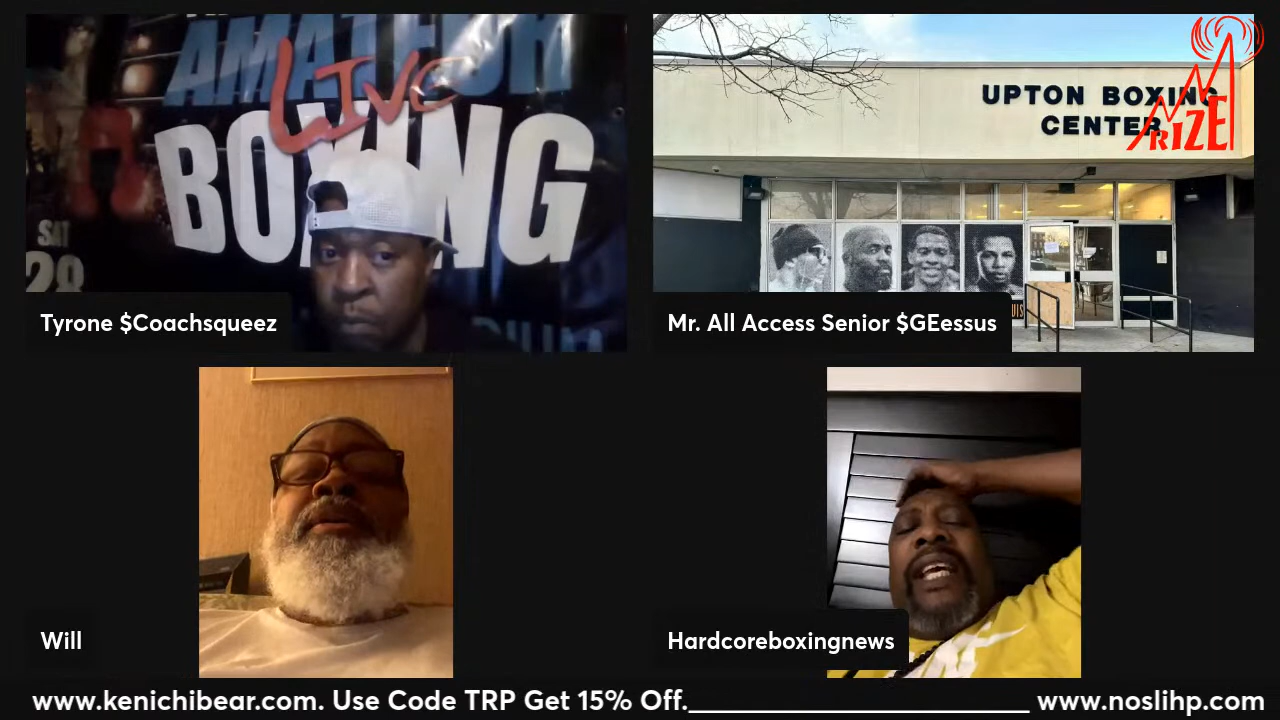 AMATEUR
LIVE
BOXING
SAT
28
Tyrone $Coachsqueez
UPTON BOXING
CENTER
RIZE
Mr. All Access Senior $GEessus
Will
Hardcoreboxingnews
www.kenichibear.com. Use Code TRP Get 15% Off.____________________________ www.noslihp.com